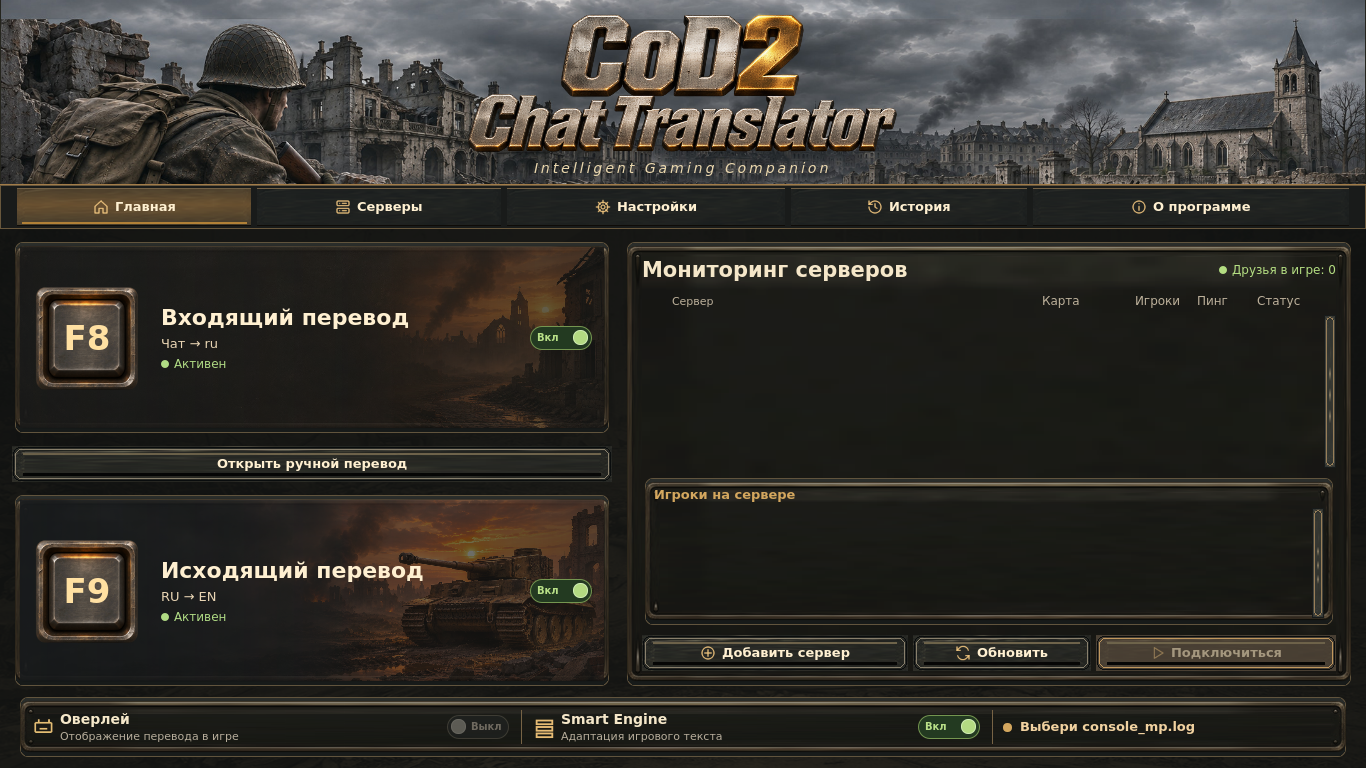 CoD2
Chat Translator
Intelligent Gaming Companion
Главная
Серверы
Настройки
История
О программе
F8
Входящий перевод
Чат → ru
Активен
Вкл
Открыть ручной перевод
F9
Исходящий перевод
RU → EN
Активен
Вкл
Мониторинг серверов
Друзья в игре: 0
Сервер Карта Игроки Пинг Статус
Игроки на сервере
Добавить сервер
Обновить
Подключиться
Оверлей
Отображение перевода в игре
Выкл
Smart Engine
Адаптация игрового текста
Вкл
Выбери console_mp.log